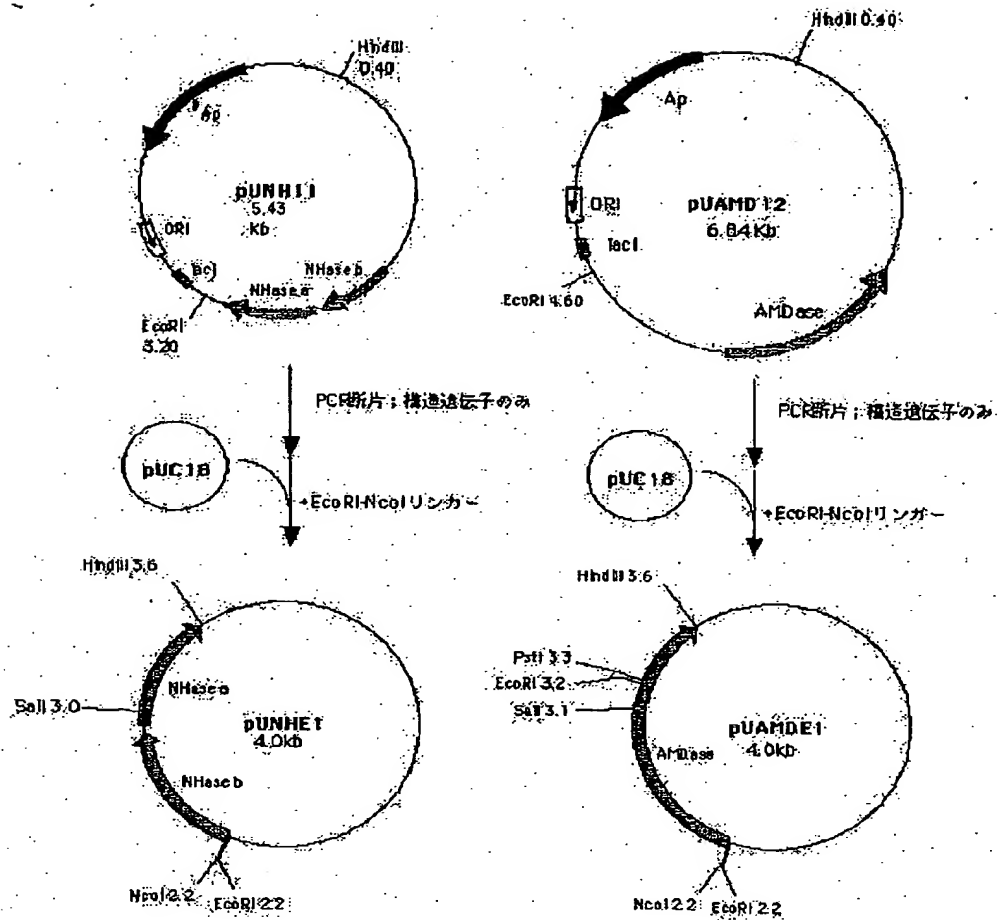 HindIII
0.40
Ap
pUNH11
5.43
Kb
ORI
lacI
NHase b
NHase a
EcoRI
3.20
PCR断片；構造遺伝子のみ
pUC18
+EcoRI-NcoIリンカー
HindIII 3.6
NHase a
SalI 3.0
pUNHE1
4.0kb
NHase b
NcoI 2.2
EcoRI 2.2
HindIII 0.40
Ap
pUAMD12
6.84Kb
ORI
lacI
EcoRI 4.60
AMDase
PCR断片；構造遺伝子のみ
pUC18
+EcoRI-NcoIリンカー
HindIII 3.6
PstI 3.3
EcoRI 3.2
SalI 3.1
pUAMDE1
4.0kb
AMDase
NcoI 2.2
EcoRI 2.2